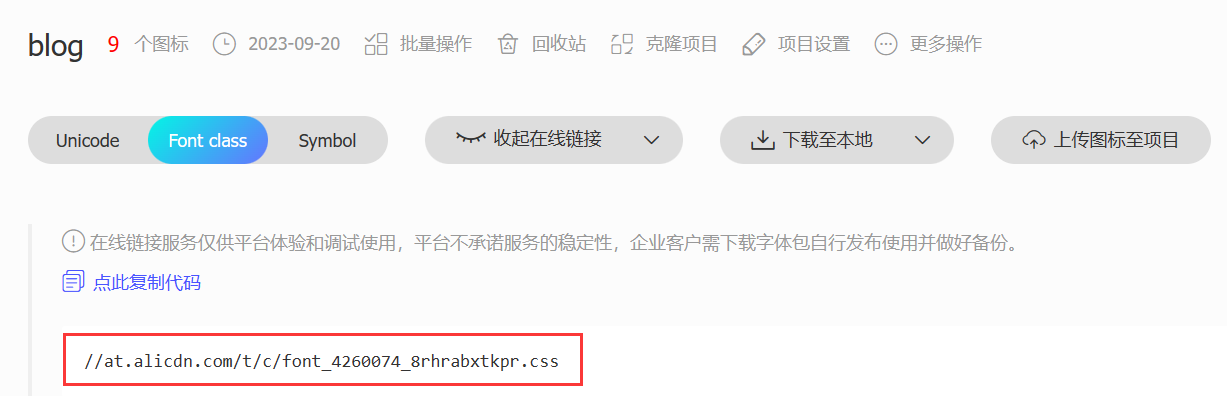 blog 9 个图标 2023-09-20 批量操作 回收站 克隆项目 项目设置 更多操作
Unicode Font class Symbol 收起在线链接 下载至本地 上传图标至项目
在线链接服务仅供平台体验和调试使用，平台不承诺服务的稳定性，企业客户需下载字体包自行发布使用并做好备份。
点此复制代码
//at.alicdn.com/t/c/font_4260074_8rhrabxtkpr.css